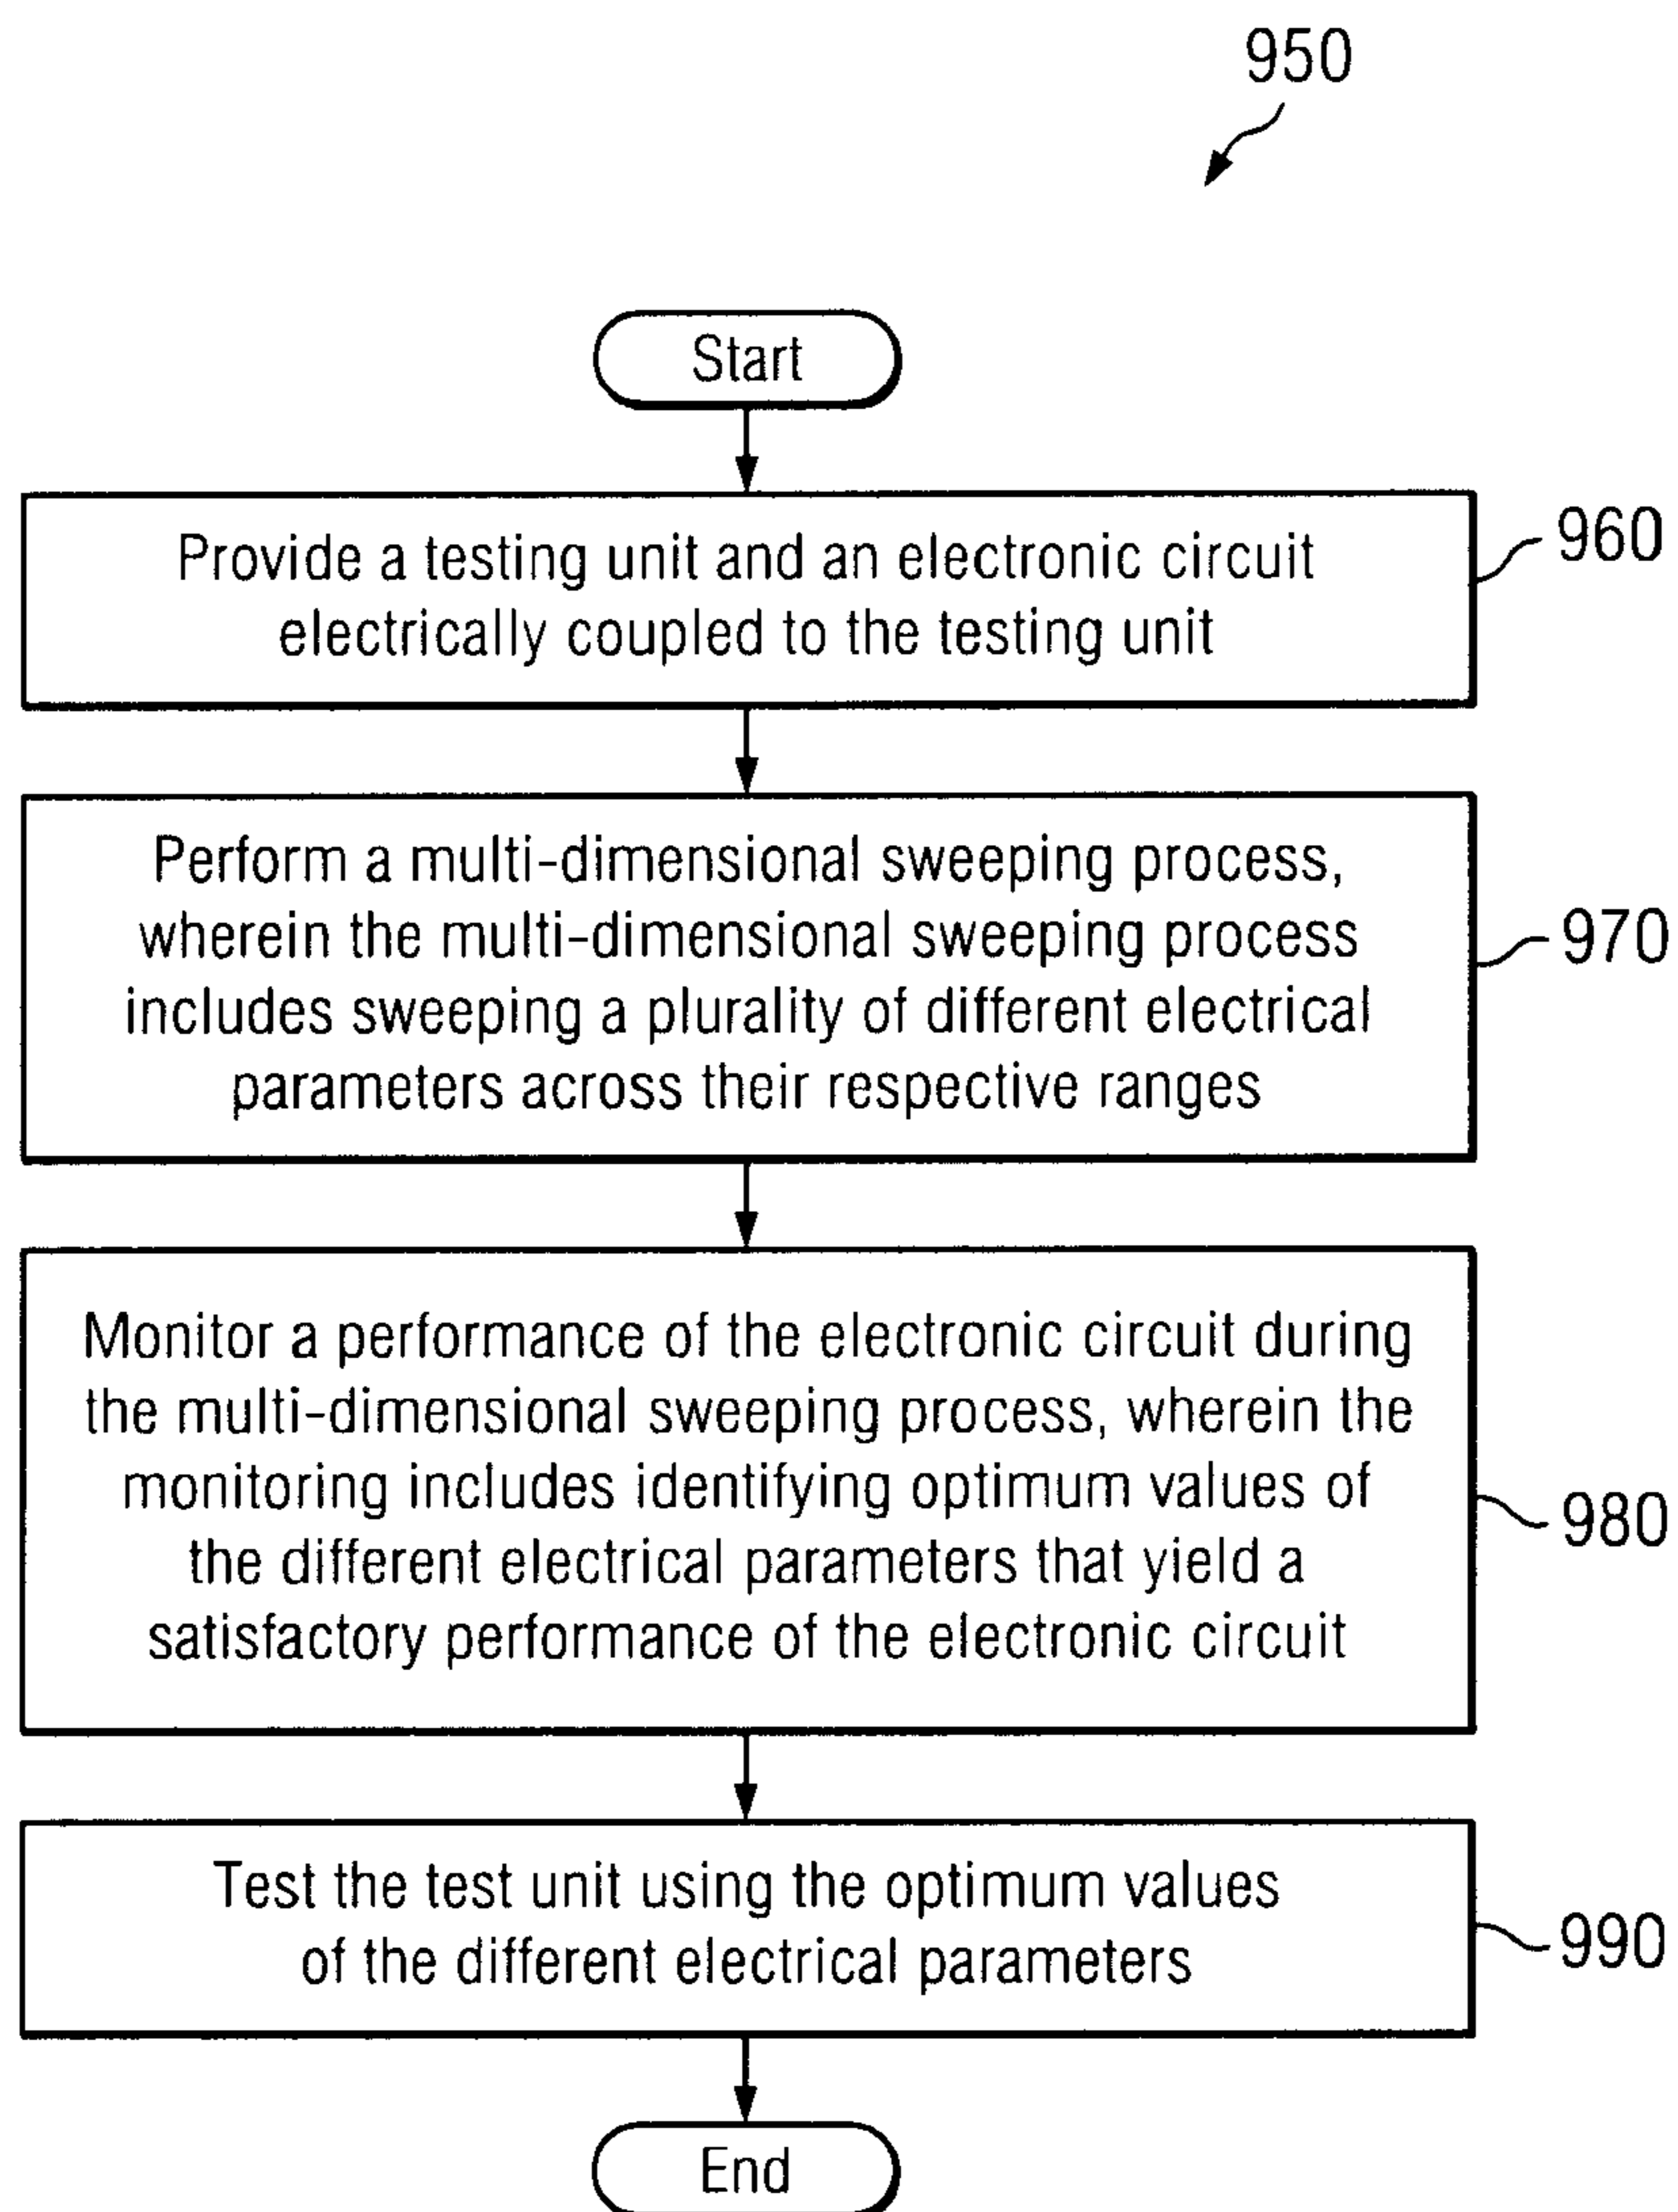 950
Start
Provide a testing unit and an electronic circuit
electrically coupled to the testing unit
960
Perform a multi-dimensional sweeping process,
wherein the multi-dimensional sweeping process
includes sweeping a plurality of different electrical
parameters across their respective ranges
970
Monitor a performance of the electronic circuit during
the multi-dimensional sweeping process, wherein the
monitoring includes identifying optimum values of
the different electrical parameters that yield a
satisfactory performance of the electronic circuit
980
Test the test unit using the optimum values
of the different electrical parameters
990
End